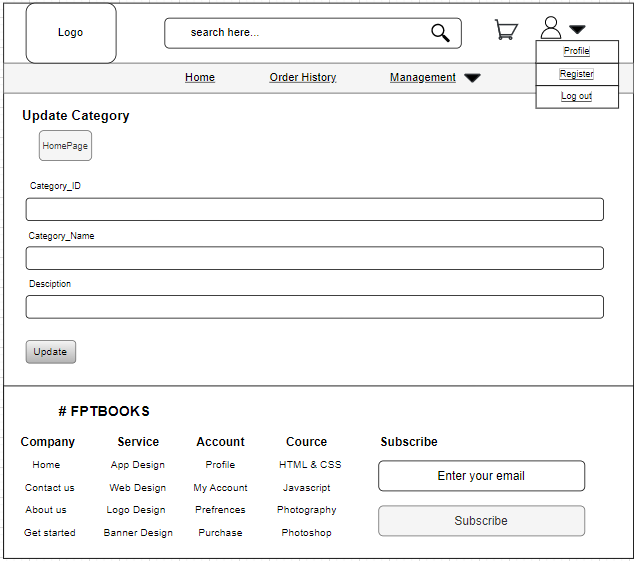 Logo
search here...
Profile
Register
Log out
Home Order History Management
Update Category
HomePage
Category_ID
Category_Name
Desciption
Update
# FPTBOOKS
Company Service Account Cource Subscribe
Home App Design Profile HTML & CSS
Enter your email
Contact us Web Design My Account Javascript
About us Logo Design Prefrences Photography
Subscribe
Get started Banner Design Purchase Photoshop